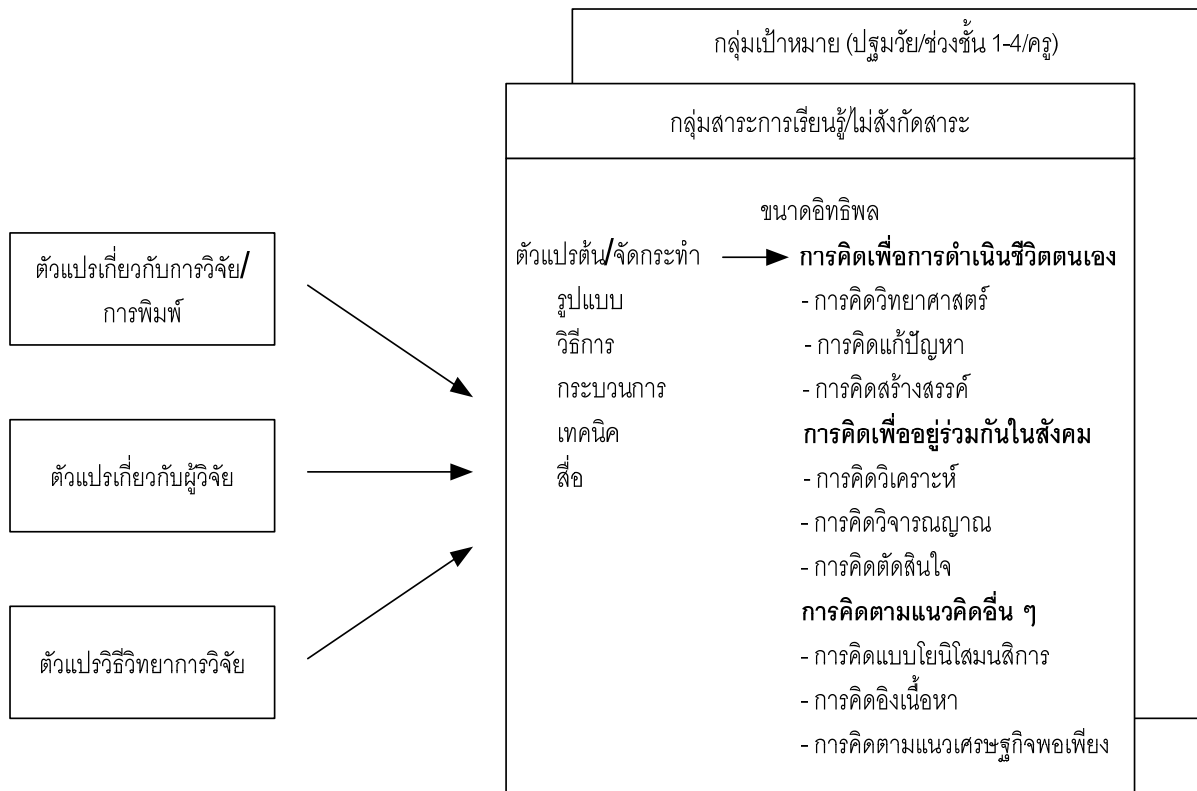 กลุ่มเป้าหมาย (ปฐมวัย/ช่วงชั้น 1-4/ครู)
กลุ่มสาระการเรียนรู้/ไม่สังกัดสาระ
ตัวแปรเกี่ยวกับการวิจัย/
การพิมพ์
ตัวแปรเกี่ยวกับผู้วิจัย
ตัวแปรวิธีวิทยาการวิจัย
ตัวแปรต้น/จัดกระทำ
รูปแบบ
วิธีการ
กระบวนการ
เทคนิค
สื่อ
ขนาดอิทธิพล
การคิดเพื่อการดำเนินชีวิตตนเอง
- การคิดวิทยาศาสตร์
- การคิดแก้ปัญหา
- การคิดสร้างสรรค์
การคิดเพื่ออยู่ร่วมกันในสังคม
- การคิดวิเคราะห์
- การคิดวิจารณญาณ
- การคิดตัดสินใจ
การคิดตามแนวคิดอื่น ๆ
- การคิดแบบโยนิโสมนสิการ
- การคิดอิงเนื้อหา
- การคิดตามแนวเศรษฐกิจพอเพียง